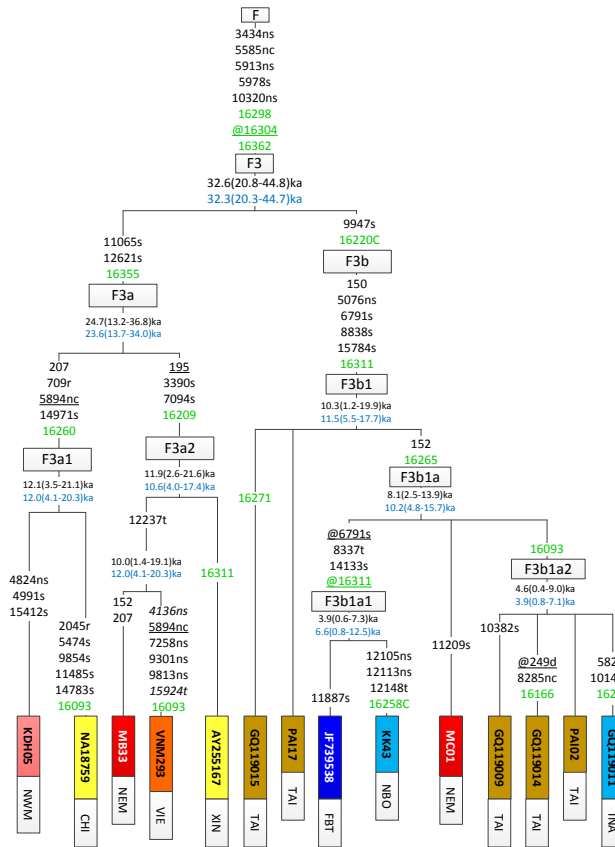 F
3434ns
5585nc
5913ns
5978s
10320ns
16298
@16304
16362
F3
32.6(20.8-44.8)ka
32.3(20.3-44.7)ka
11065s
12621s
16355
F3a
24.7(13.2-36.8)ka
23.6(13.7-34.0)ka
207
709r
5894nc
14971s
16260
F3a1
12.1(3.5-21.1)ka
12.0(4.1-20.3)ka
4824ns
4991s
15412s
KDH05
NWM
2045r
5474s
9854s
11485s
14783s
16093
NA18759
CHI
195
3390s
7094s
16209
F3a2
11.9(2.6-21.6)ka
10.6(4.0-17.4)ka
12237t
10.0(1.4-19.1)ka
12.0(4.1-20.3)ka
152
207
MB33
NEM
4136ns
5894nc
7258ns
9301ns
9813ns
15924t
16093
VNM293
VIE
16311
AY255167
XIN
9947s
16220C
F3b
150
5076ns
6791s
8838s
15784s
16311
F3b1
10.3(1.2-19.9)ka
11.5(5.5-17.7)ka
16271
GQ119015
TAI
PAI17
TAI
152
16265
F3b1a
8.1(2.5-13.9)ka
10.2(4.8-15.7)ka
@6791s
8337t
14133s
@16311
F3b1a1
3.9(0.6-7.3)ka
6.6(0.8-12.5)ka
11887s
JF739538
FBT
12105ns
12113ns
12148t
16258C
KK43
NBO
11209s
MC01
NEM
16093
F3b1a2
4.6(0.4-9.0)ka
3.9(0.8-7.1)ka
10382s
GQ119009
TAI
@249d
8285nc
16166
GQ119014
TAI
PAI02
TAI
582
1014
162
GQ119011
INA